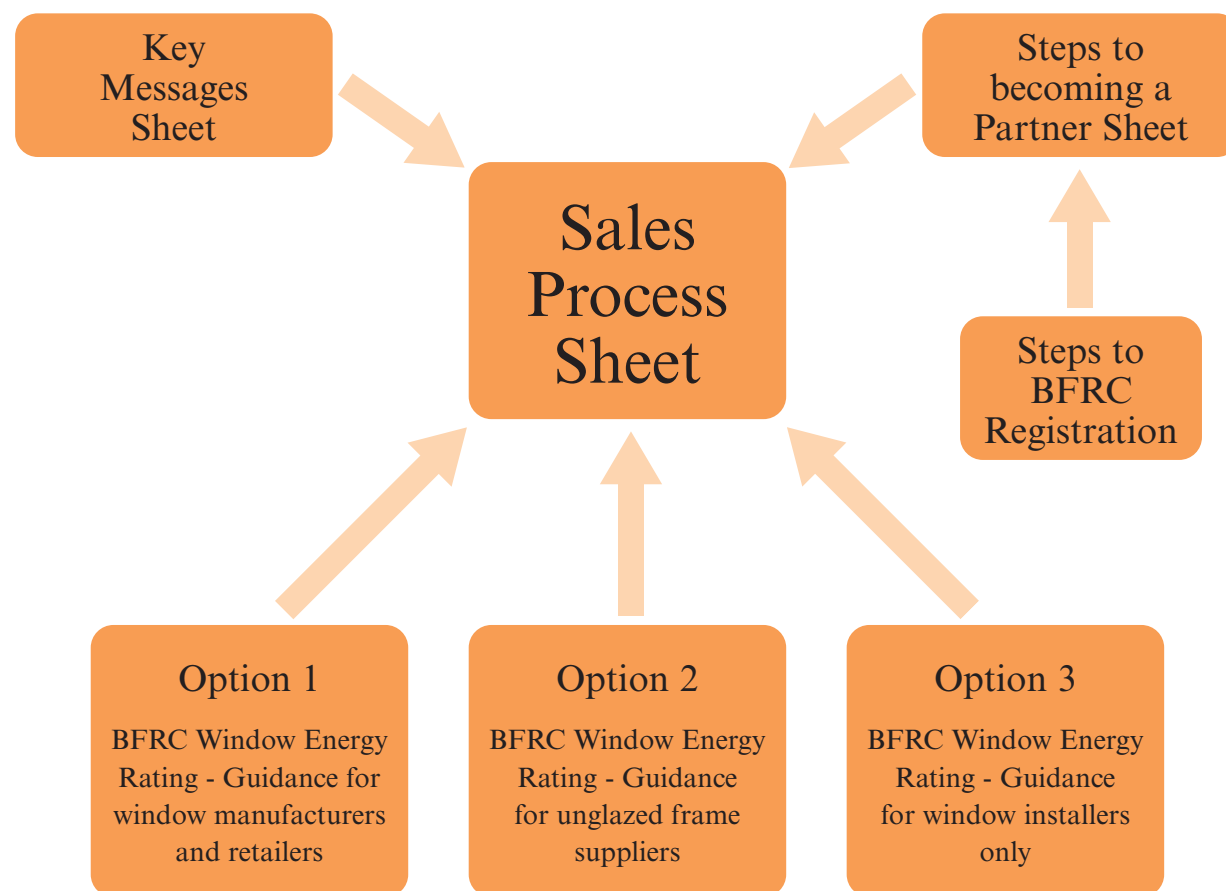 Key
Messages
Sheet
Steps to
becoming a
Partner Sheet
Sales
Process
Sheet
Steps to
BFRC
Registration
Option 1
BFRC Window Energy
Rating - Guidance for
window manufacturers
and retailers
Option 2
BFRC Window Energy
Rating - Guidance
for unglazed frame
suppliers
Option 3
BFRC Window Energy
Rating - Guidance
for window installers
only